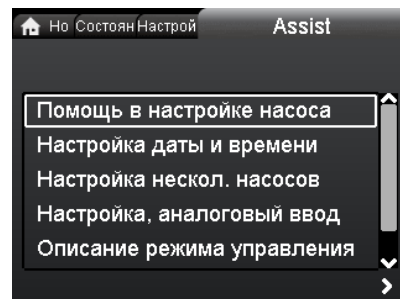 Но Состоян Настрой Assist
Помощь в настройке насоса
Настройка даты и времени
Настройка нескол. насосов
Настройка, аналоговый ввод
Описание режима управления